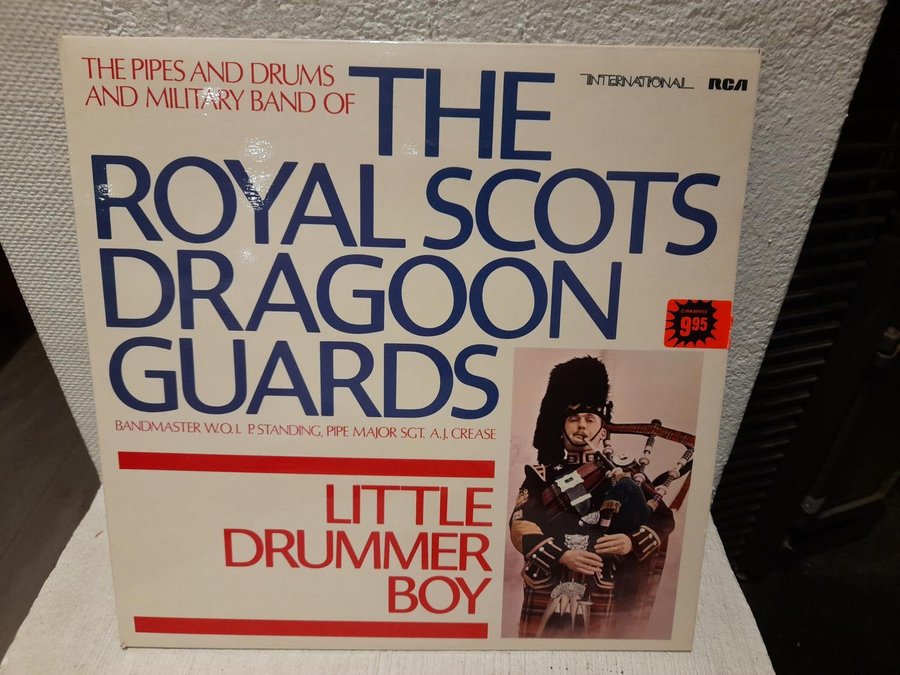 THE PIPES AND DRUMS
AND MILITARY BAND OF
THE
ROYAL SCOTS
DRAGOON
GUARDS
INTERNATIONAL
RCA
9.95
BANDMASTER W.O.I. P. STANDING, PIPE MAJOR SGT. A.J. CREASE
LITTLE
DRUMMER
BOY